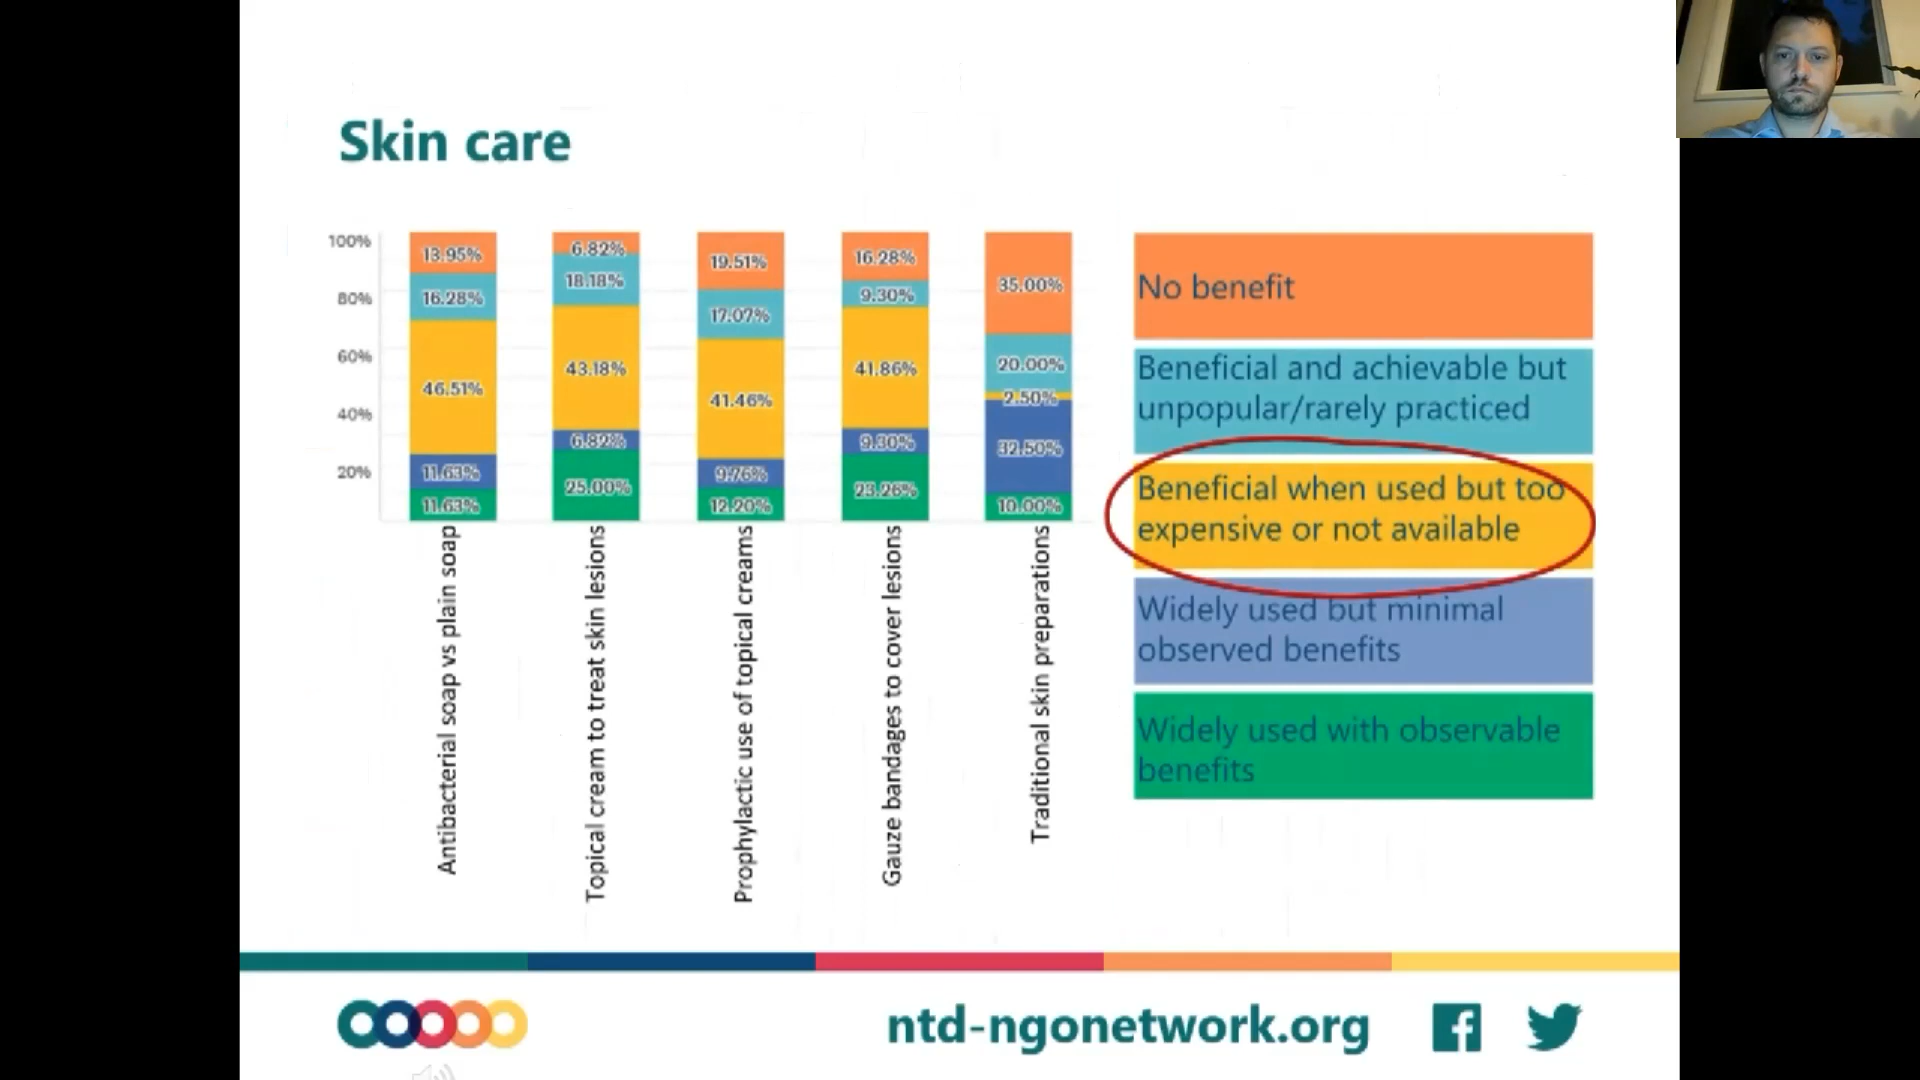 Skin care
100%
80%
60%
40%
20%
13.95%
16.28%
46.51%
11.63%
11.63%
6.82%
18.18%
43.18%
6.82%
25.00%
19.51%
17.07%
41.46%
9.76%
12.20%
16.28%
9.30%
41.86%
9.30%
23.26%
35.00%
20.00%
2.50%
32.50%
10.00%
Antibacterial soap vs plain soap
Topical cream to treat skin lesions
Prophylactic use of topical creams
Gauze bandages to cover lesions
Traditional skin preparations
No benefit
Beneficial and achievable but
unpopular/rarely practiced
Beneficial when used but too
expensive or not available
Widely used but minimal
observed benefits
Widely used with observable
benefits
ntd-ngonetwork.org